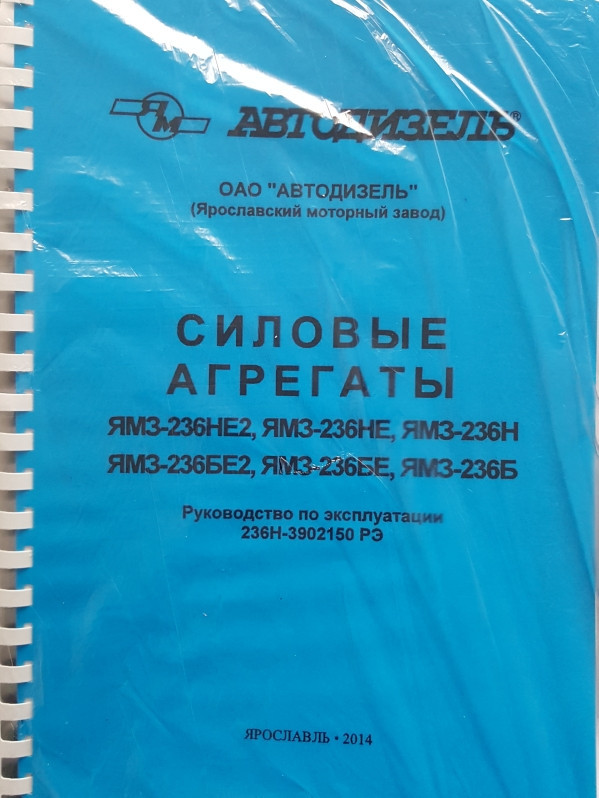 ЯМ АВТОДИЗЕЛЬ®
ОАО "АВТОДИЗЕЛЬ"
(Ярославский моторный завод)
СИЛОВЫЕ
АГРЕГАТЫ
ЯМЗ-236НЕ2, ЯМЗ-236НЕ, ЯМЗ-236Н
ЯМЗ-236БЕ2, ЯМЗ-236БЕ, ЯМЗ-236Б
Руководство по эксплуатации
236Н-3902150 РЭ
ЯРОСЛАВЛЬ • 2014